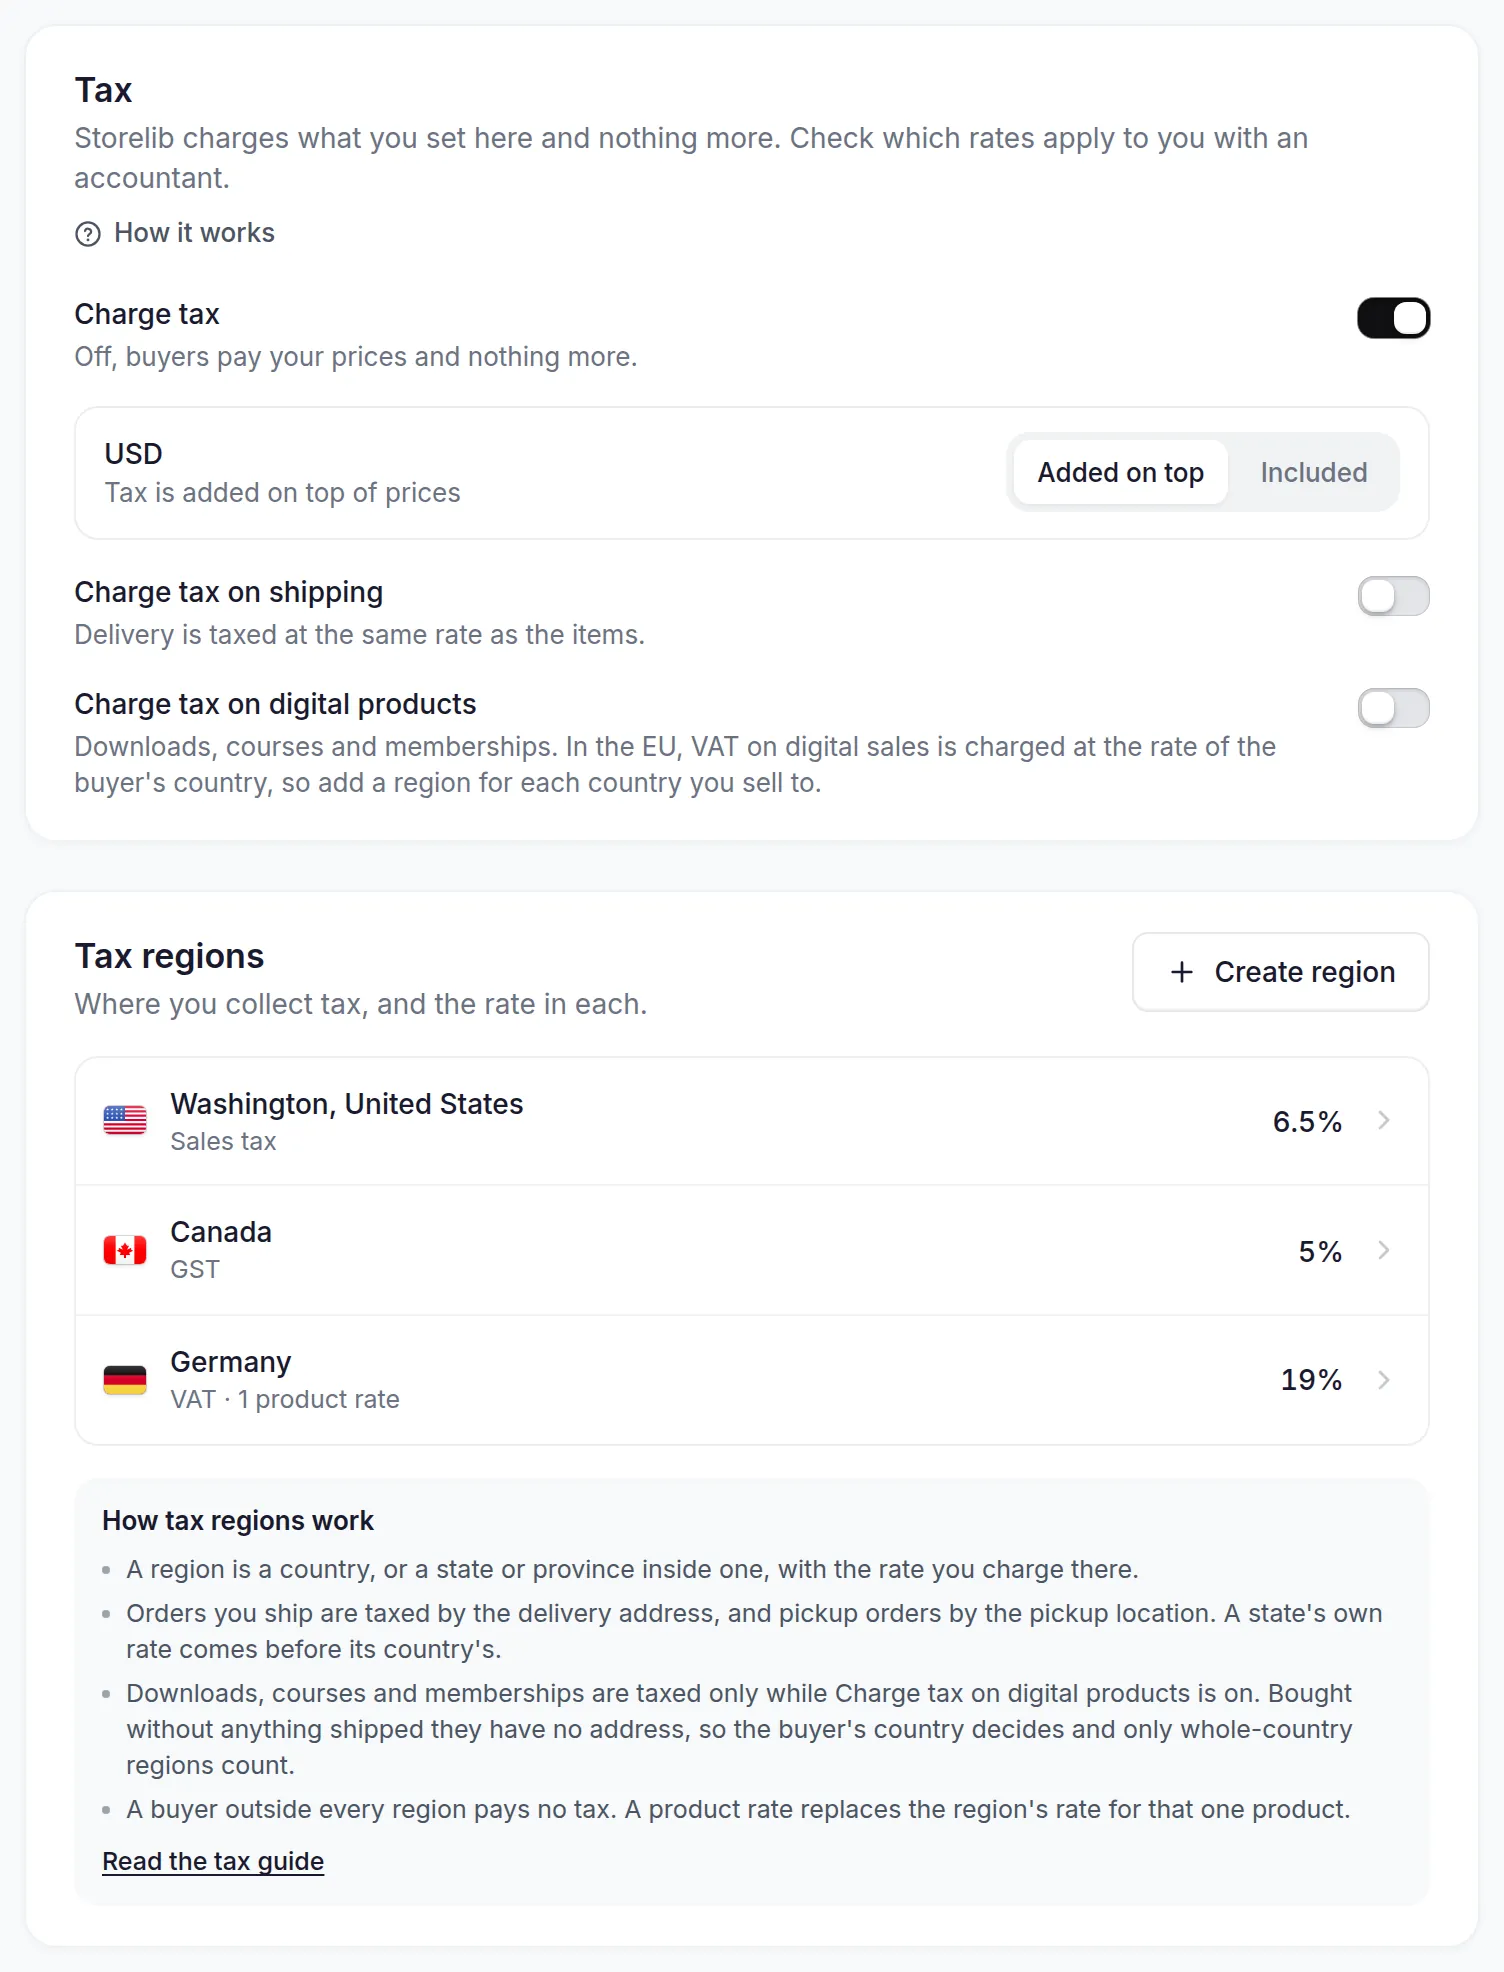 Tax
Storelib charges what you set here and nothing more. Check which rates apply to you with an
accountant.
How it works
Charge tax
Off, buyers pay your prices and nothing more.
USD
Tax is added on top of prices
Added on top
Included
Charge tax on shipping
Delivery is taxed at the same rate as the items.
Charge tax on digital products
Downloads, courses and memberships. In the EU, VAT on digital sales is charged at the rate of the
buyer's country, so add a region for each country you sell to.
Tax regions
Where you collect tax, and the rate in each.
Create region
Washington, United States
Sales tax
6.5%
Canada
GST
5%
Germany
VAT · 1 product rate
19%
How tax regions work
A region is a country, or a state or province inside one, with the rate you charge there.
Orders you ship are taxed by the delivery address, and pickup orders by the pickup location. A state's own
rate comes before its country's.
Downloads, courses and memberships are taxed only while Charge tax on digital products is on. Bought
without anything shipped they have no address, so the buyer's country decides and only whole-country
regions count.
A buyer outside every region pays no tax. A product rate replaces the region's rate for that one product.
Read the tax guide